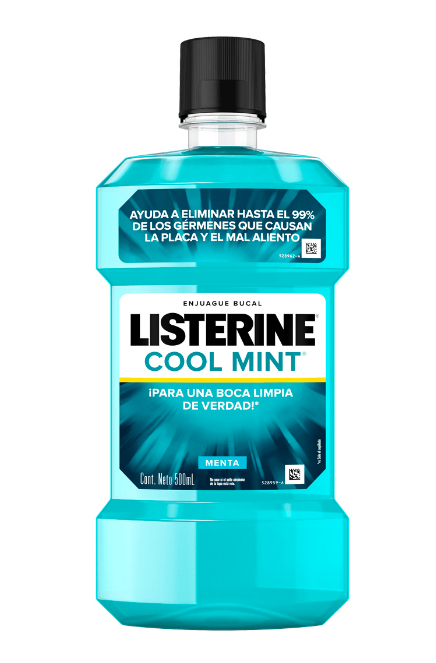 AYUDA A ELIMINAR HASTA EL 99%
DE LOS GÉRMENES QUE CAUSAN
LA PLACA Y EL MAL ALIENTO
ENJUAGUE BUCAL
LISTERINE®
COOL MINT®
¡PARA UNA BOCA LIMPIA
DE VERDAD!*
MENTA
Cont. Neto 500mL
528959-A